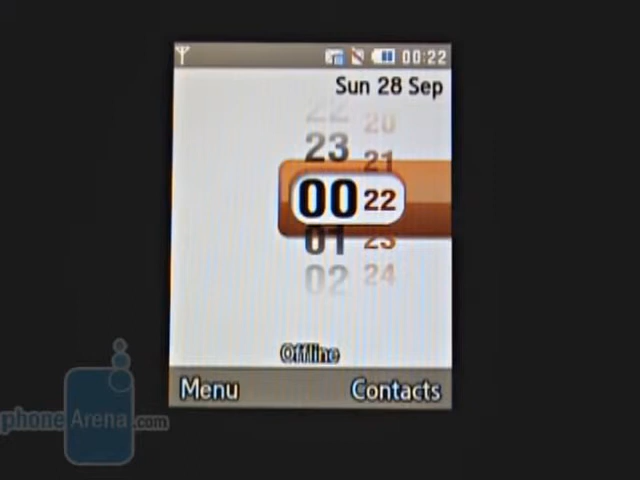 00:22
Sun 28 Sep
22 20
23 21
00 22
01 23
02 24
Offline
Menu Contacts
phoneArena.com